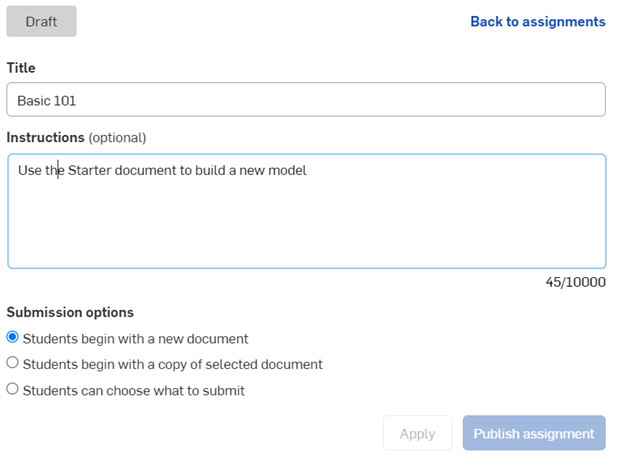 Draft
Back to assignments
Title
Basic 101
Instructions (optional)
Use the Starter document to build a new model
45/10000
Submission options
Students begin with a new document
Students begin with a copy of selected document
Students can choose what to submit
Apply
Publish assignment